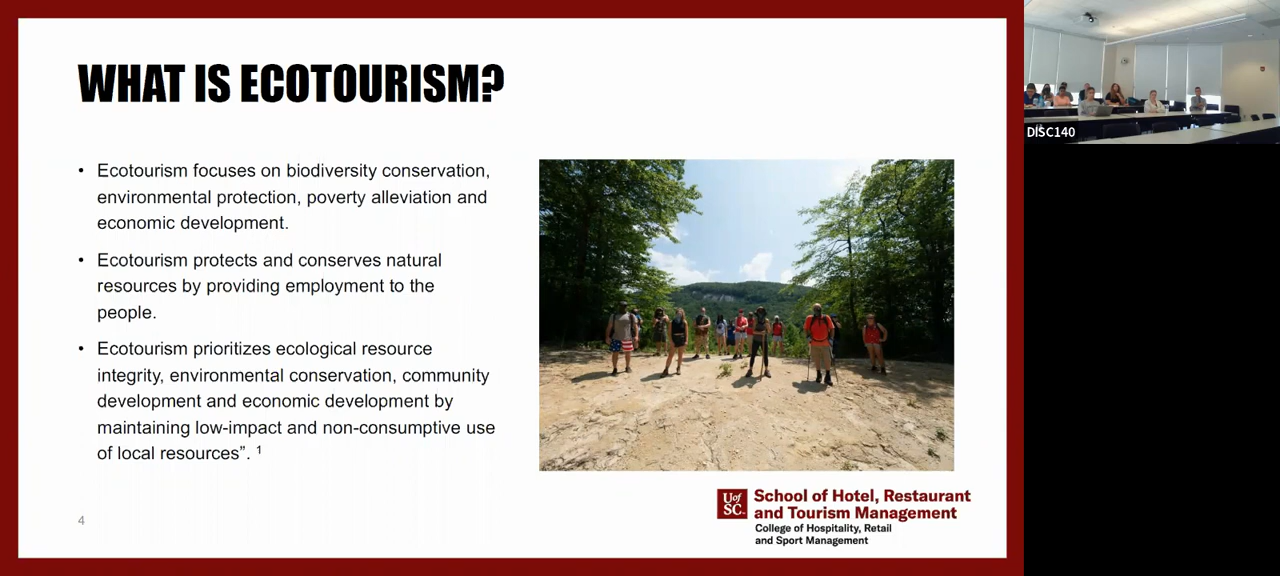 WHAT IS ECOTOURISM?
• Ecotourism focuses on biodiversity conservation,
environmental protection, poverty alleviation and
economic development.
• Ecotourism protects and conserves natural
resources by providing employment to the
people.
• Ecotourism prioritizes ecological resource
integrity, environmental conservation, community
development and economic development by
maintaining low-impact and non-consumptive use
of local resources”. 1
4
UofSC
School of Hotel, Restaurant
and Tourism Management
College of Hospitality, Retail
and Sport Management
DISC140